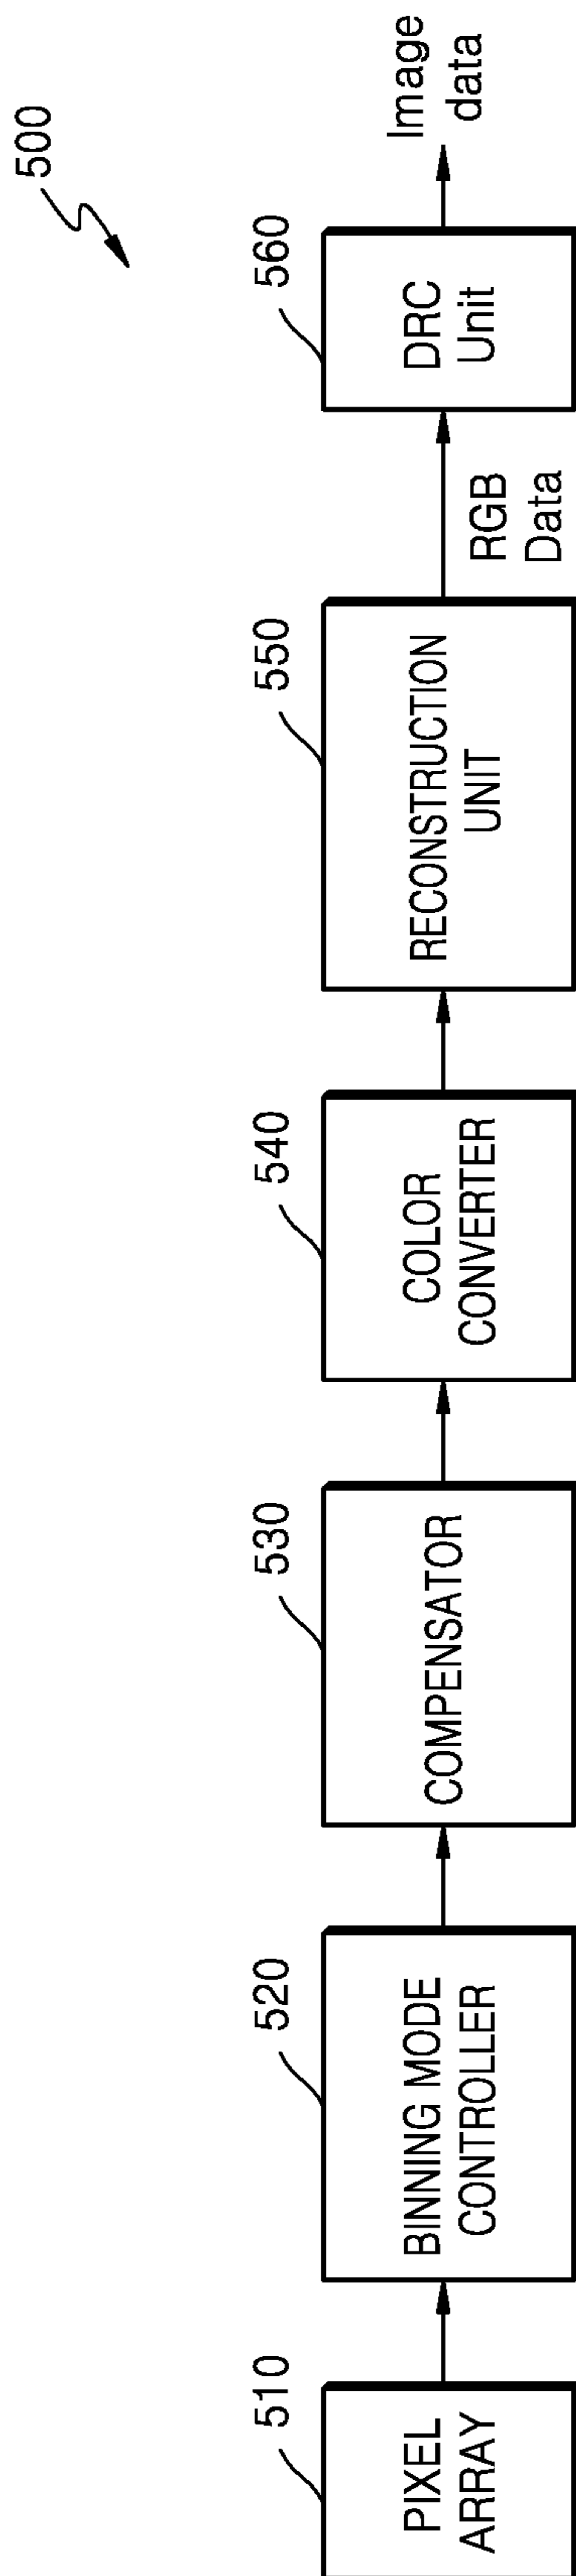 500
510
PIXEL
ARRAY
520
BINNING MODE
CONTROLLER
530
COMPENSATOR
540
COLOR
CONVERTER
550
RECONSTRUCTION
UNIT
RGB
Data
560
DRC
Unit
Image
data